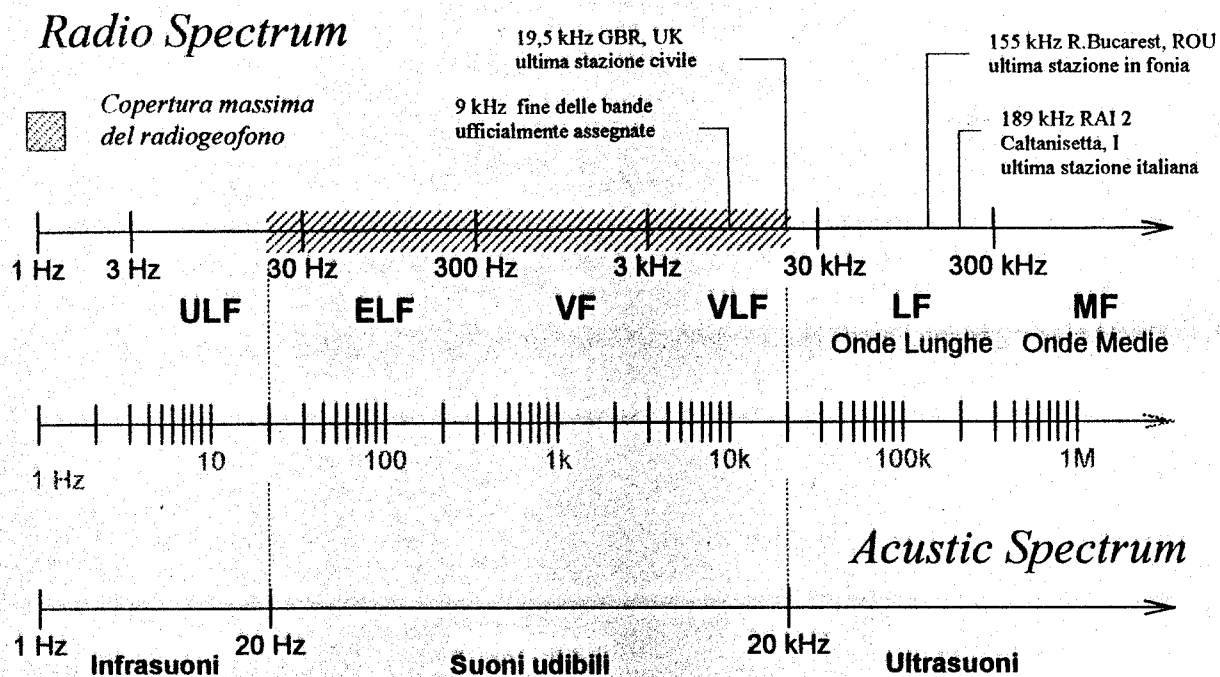 Radio Spectrum
19,5 kHz GBR, UK
ultima stazione civile
155 kHz R.Bucarest, ROU
ultima stazione in fonia
Copertura massima
del radiogeofono
9 kHz fine delle bande
ufficialmente assegnate
189 kHz RAI 2
Caltanisetta, I
ultima stazione italiana
1 Hz 3 Hz 30 Hz 300 Hz 3 kHz 30 kHz 300 kHz
ULF ELF VF VLF LF MF
Onde Lunghe Onde Medie
1 Hz 10 100 1k 10k 100k 1M
Acustic Spectrum
1 Hz 20 Hz 20 kHz
Infrasuoni Suoni udibili Ultrasuoni